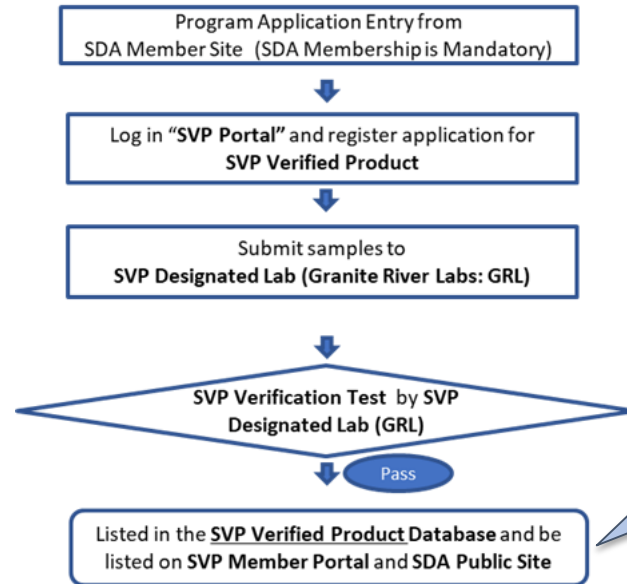 Program Application Entry from
SDA Member Site (SDA Membership is Mandatory)
Log in “SVP Portal” and register application for
SVP Verified Product
Submit samples to
SVP Designated Lab (Granite River Labs: GRL)
SVP Verification Test by SVP
Designated Lab (GRL)
Pass
Listed in the SVP Verified Product Database and be
listed on SVP Member Portal and SDA Public Site